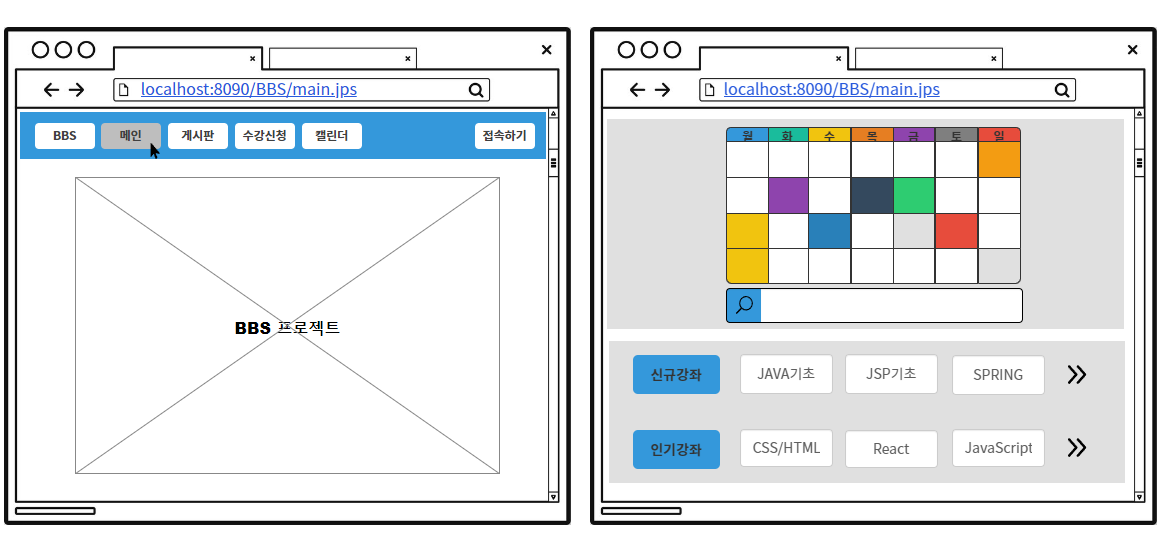 localhost:8090/BBS/main.jps
BBS 메인 게시판 수강신청 캘린더 접속하기
BBS 프로젝트
localhost:8090/BBS/main.jps
월 화 수 목 금 토 일
신규강좌 JAVA기초 JSP기초 SPRING
인기강좌 CSS/HTML React JavaScript